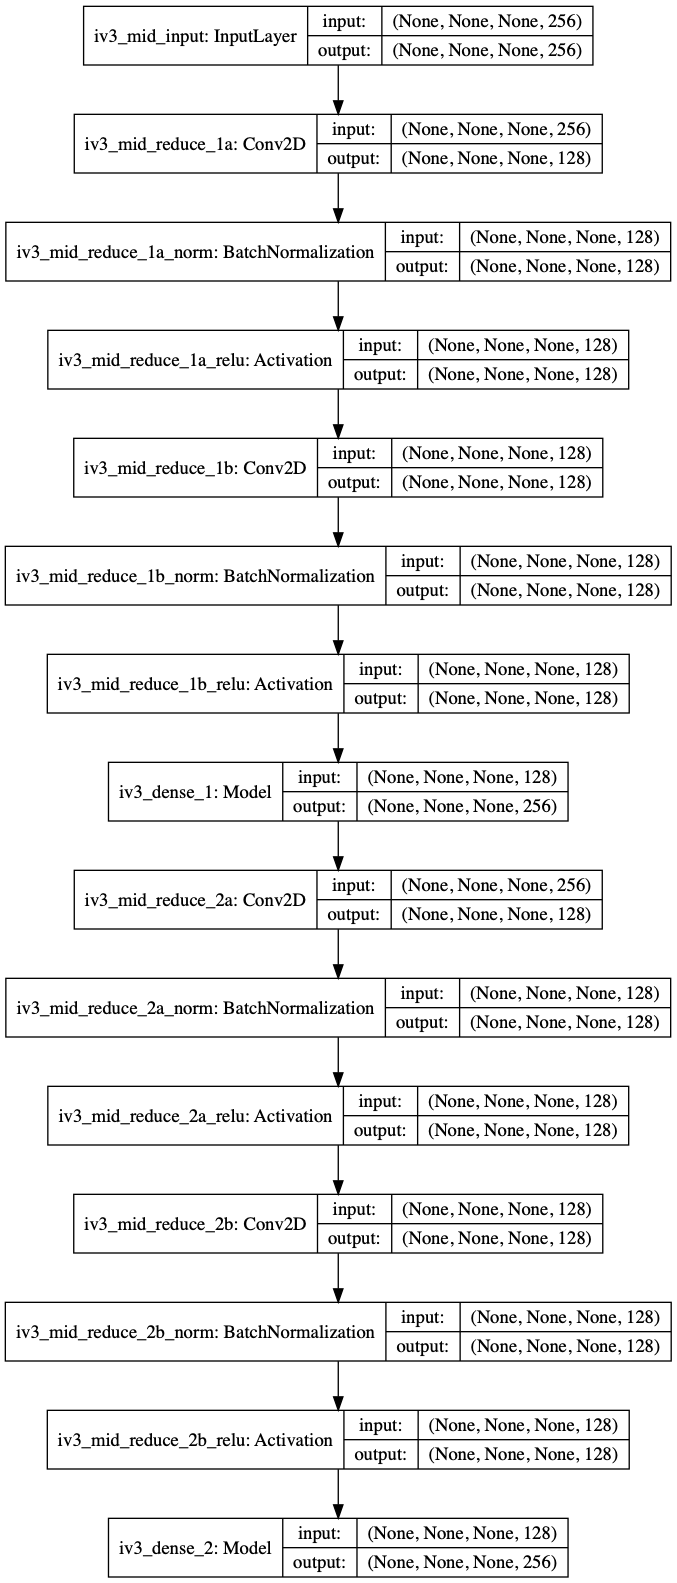 iv3_mid_input: InputLayer
input: (None, None, None, 256)
output: (None, None, None, 256)
iv3_mid_reduce_1a: Conv2D
input: (None, None, None, 256)
output: (None, None, None, 128)
iv3_mid_reduce_1a_norm: BatchNormalization
input: (None, None, None, 128)
output: (None, None, None, 128)
iv3_mid_reduce_1a_relu: Activation
input: (None, None, None, 128)
output: (None, None, None, 128)
iv3_mid_reduce_1b: Conv2D
input: (None, None, None, 128)
output: (None, None, None, 128)
iv3_mid_reduce_1b_norm: BatchNormalization
input: (None, None, None, 128)
output: (None, None, None, 128)
iv3_mid_reduce_1b_relu: Activation
input: (None, None, None, 128)
output: (None, None, None, 128)
iv3_dense_1: Model
input: (None, None, None, 128)
output: (None, None, None, 256)
iv3_mid_reduce_2a: Conv2D
input: (None, None, None, 256)
output: (None, None, None, 128)
iv3_mid_reduce_2a_norm: BatchNormalization
input: (None, None, None, 128)
output: (None, None, None, 128)
iv3_mid_reduce_2a_relu: Activation
input: (None, None, None, 128)
output: (None, None, None, 128)
iv3_mid_reduce_2b: Conv2D
input: (None, None, None, 128)
output: (None, None, None, 128)
iv3_mid_reduce_2b_norm: BatchNormalization
input: (None, None, None, 128)
output: (None, None, None, 128)
iv3_mid_reduce_2b_relu: Activation
input: (None, None, None, 128)
output: (None, None, None, 128)
iv3_dense_2: Model
input: (None, None, None, 128)
output: (None, None, None, 256)